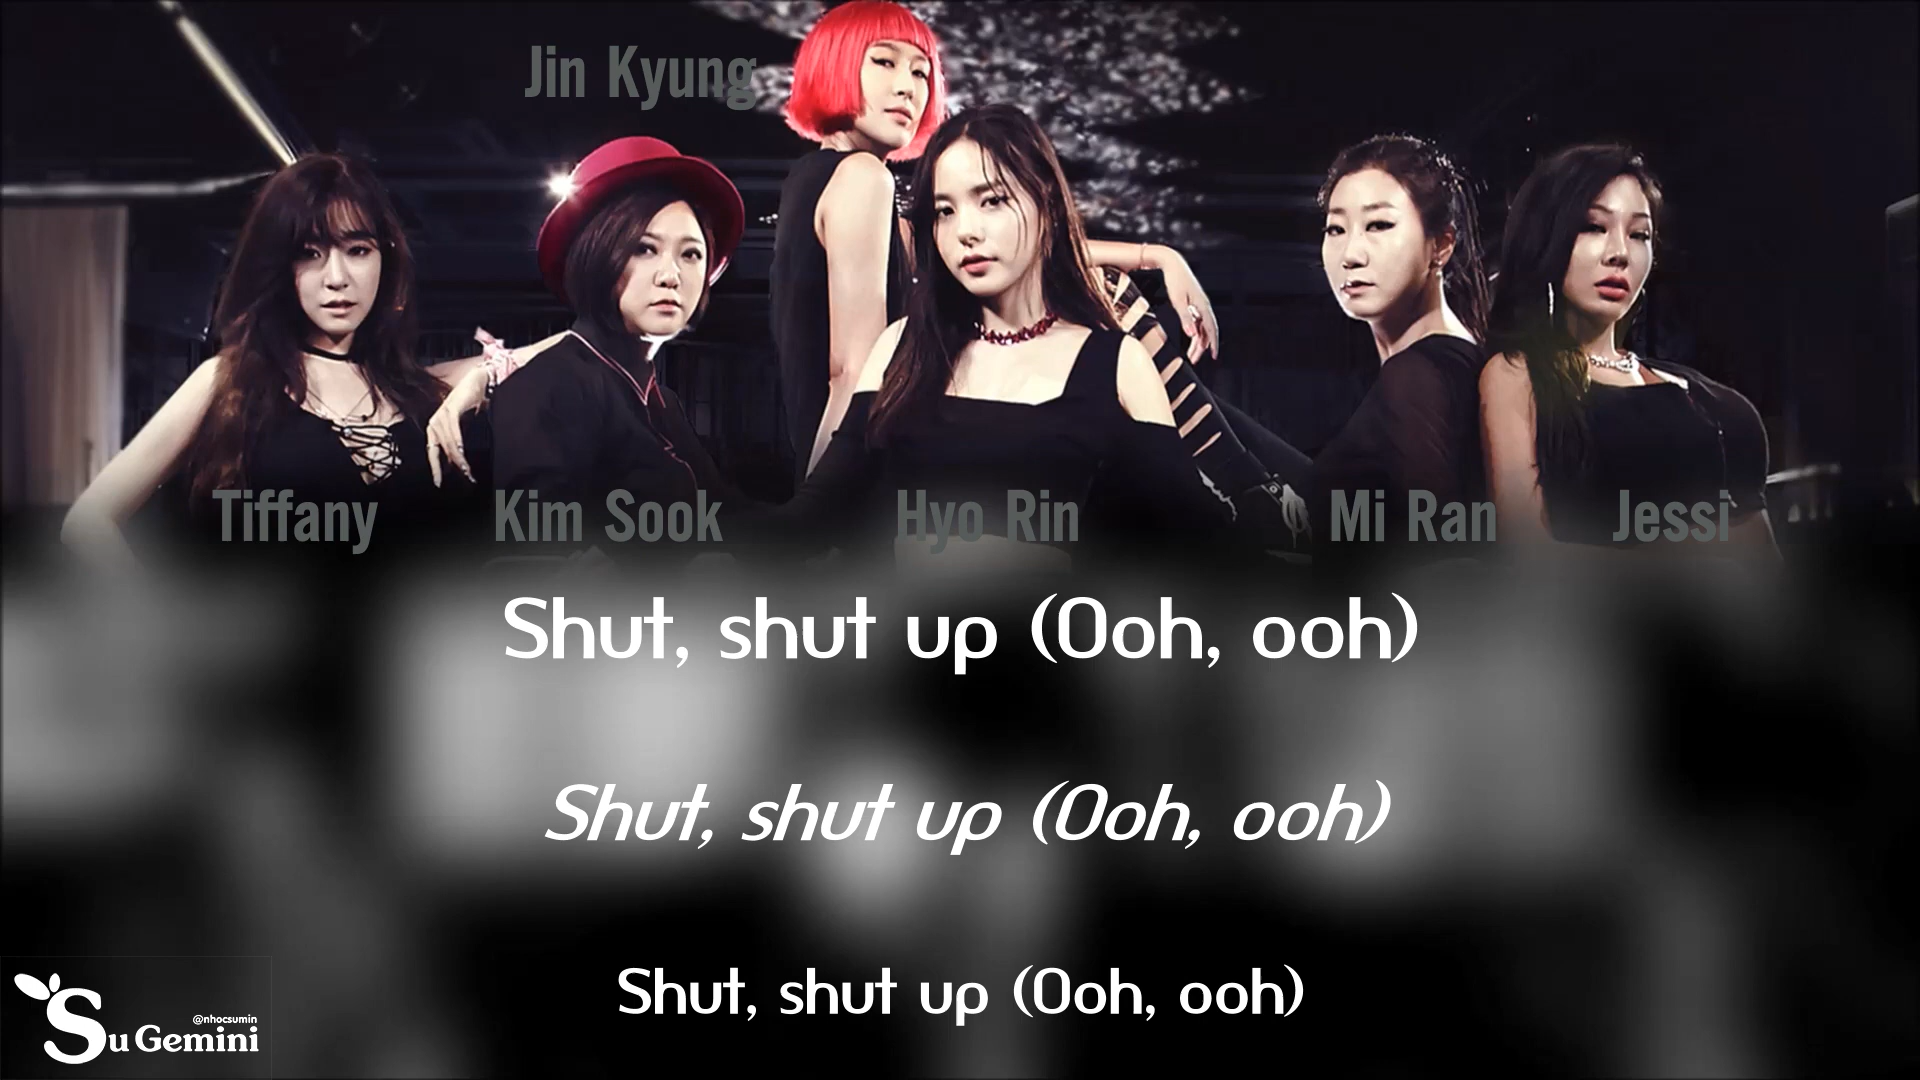 Jin Kyung
Tiffany
Kim Sook
Hyo Rin
Mi Ran
Jessi
Shut, shut up (Ooh, ooh)
Shut, shut up (Ooh, ooh)
Shut, shut up (Ooh, ooh)
@nhocsumin
Su Gemini